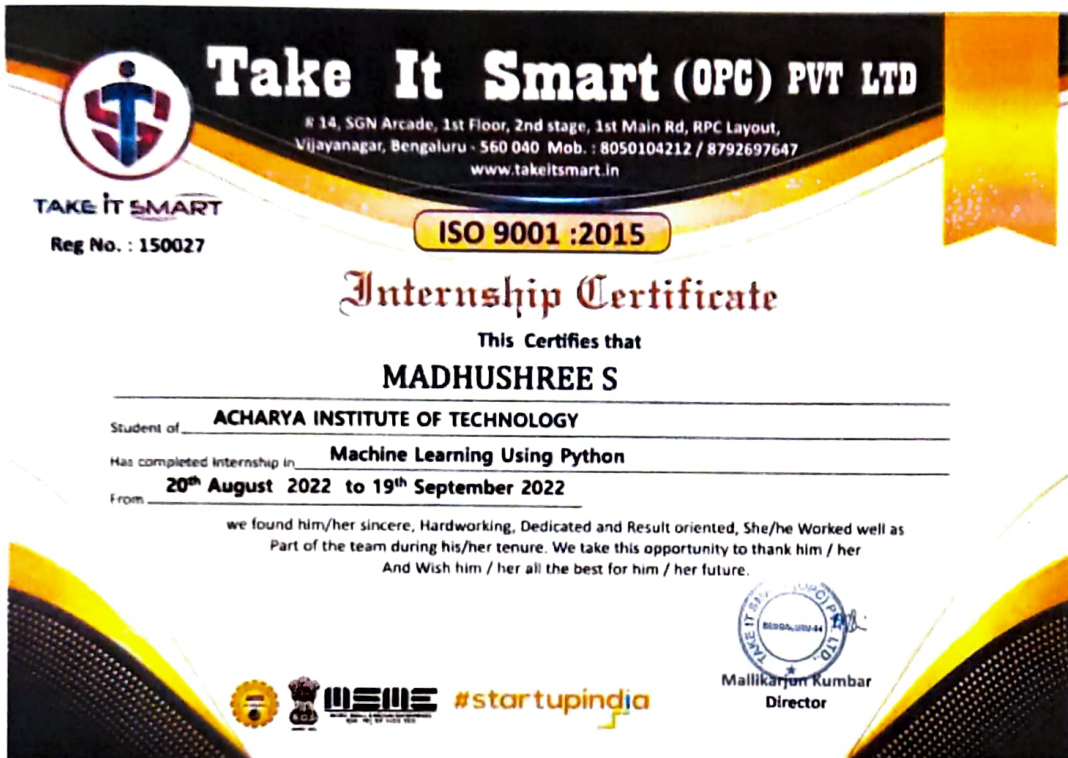 Take It Smart (OPC) PVT LTD
# 14, SGN Arcade, 1st Floor, 2nd stage, 1st Main Rd, RPC Layout,
Vijayanagar, Bengaluru - 560 040 Mob. : 8050104212 / 8792697647
www.takeitsmart.in
TAKE iT SMART
Reg No. : 150027
ISO 9001 :2015
Internship Certificate
This Certifies that
MADHUSHREE S
Student of ACHARYA INSTITUTE OF TECHNOLOGY
Has completed Internship in Machine Learning Using Python
From 20th August 2022 to 19th September 2022
we found him/her sincere, Hardworking, Dedicated and Result oriented, She/he Worked well as
Part of the team during his/her tenure. We take this opportunity to thank him / her
And Wish him / her all the best for him / her future.
TAKE IT (OPC) LTD.
Mallikarjun Kumbar
Director
MSME
#startupindia